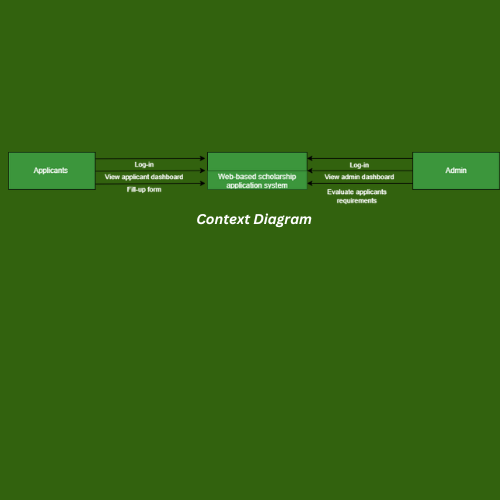 Applicants
Log-in
View applicant dashboard
Fill-up form
Web-based scholarship
application system
Log-in
View admin dashboard
Evaluate applicants
requirements
Admin
Context Diagram